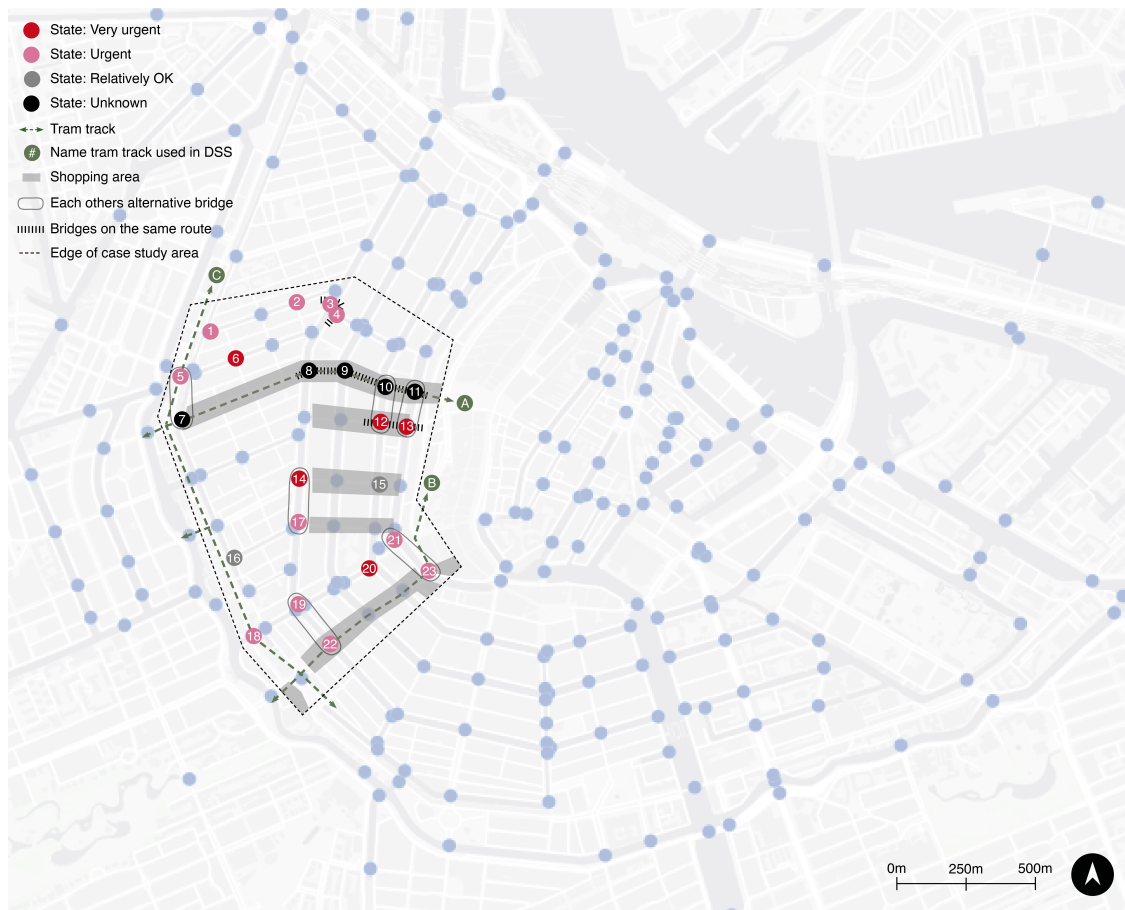 State: Very urgent
State: Urgent
State: Relatively OK
State: Unknown
Tram track
# Name tram track used in DSS
Shopping area
Each others alternative bridge
Bridges on the same route
Edge of case study area
C
2
3
4
1
6
5
8
9
10
11
A
7
12
13
14
15
B
17
21
16
20
23
19
18
22
0m 250m 500m